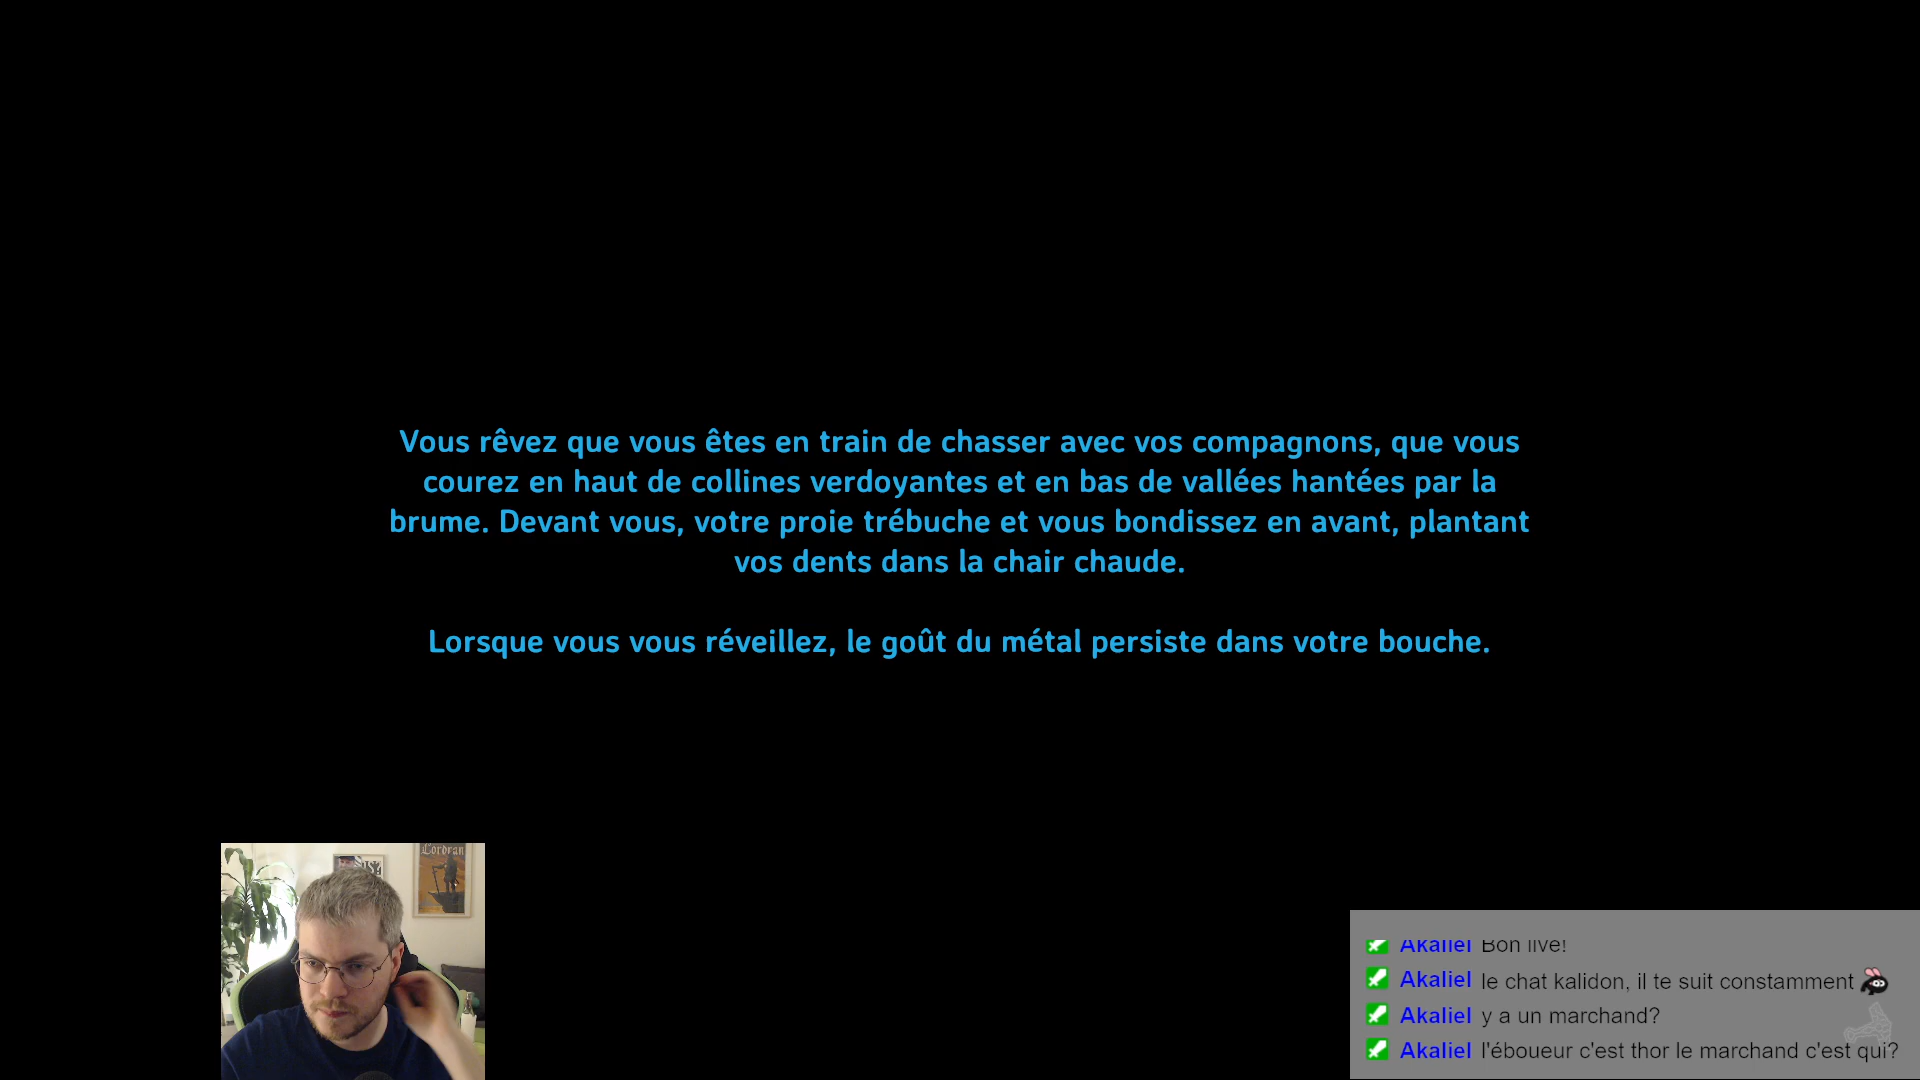 Vous rêvez que vous êtes en train de chasser avec vos compagnons, que vous
courez en haut de collines verdoyantes et en bas de vallées hantées par la
brume. Devant vous, votre proie trébuche et vous bondissez en avant, plantant
vos dents dans la chair chaude.
Lorsque vous vous réveillez, le goût du métal persiste dans votre bouche.
Lordran
Akaliel Bon live!
Akaliel le chat kalidon, il te suit constamment
Akaliel y a un marchand?
Akaliel l'éboueur c'est thor le marchand c'est qui?